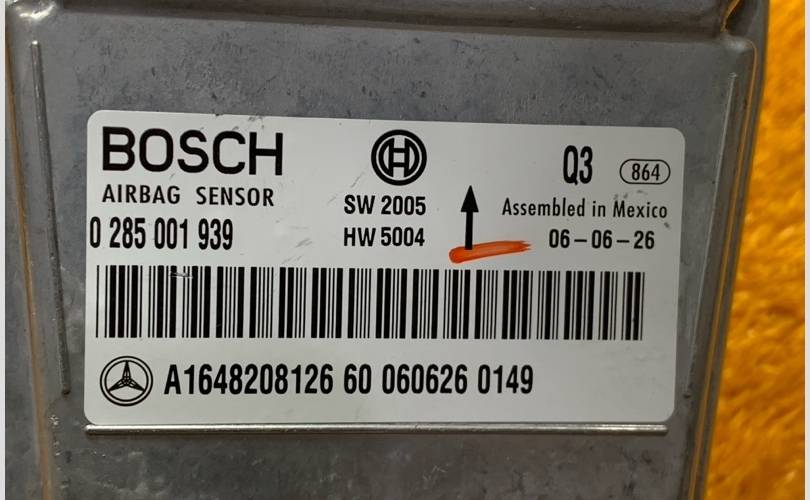 BOSCH
AIRBAG SENSOR
0 285 001 939
SW 2005
HW 5004
Q3 864
Assembled in Mexico
06-06-26
A1648208126 60 060626 0149